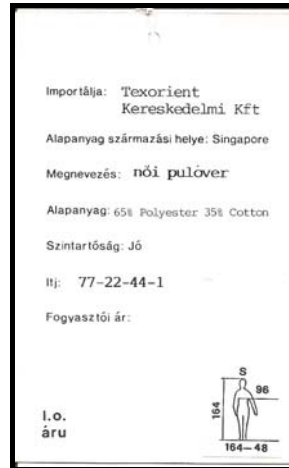 Importálja: Texorient
Kereskedelmi Kft
Alapanyag származási helye: Singapore
Megnevezés: női pulóver
Alapanyag: 65% Polyester 35% Cotton
Szintartóság: Jó
Itj: 77-22-44-1
Fogyasztói ár:
S
96
164
164–48
I.o.
áru